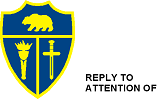 REPLY TO
ATTENTION OF